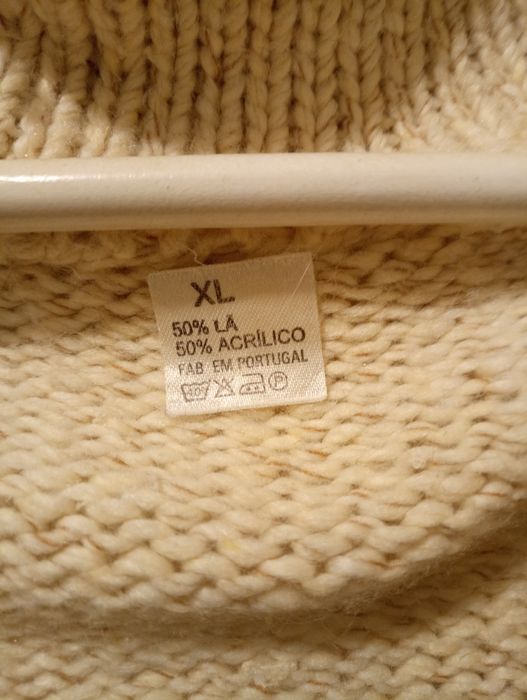 XL
50% LÃ
50% ACRÍLICO
FAB EM PORTUGAL
P